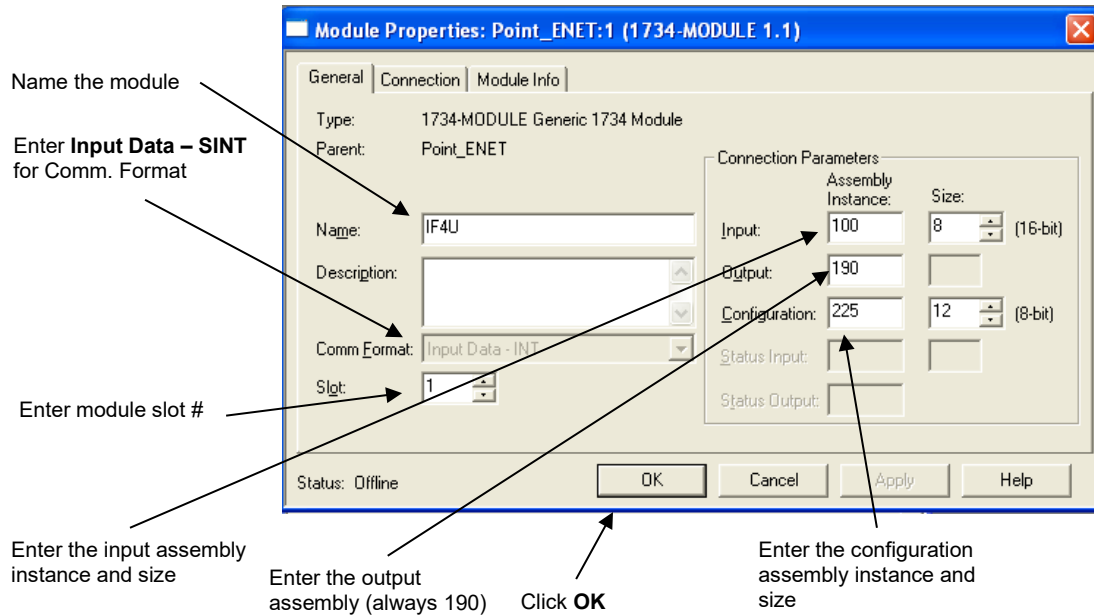 Module Properties: Point_ENET:1 (1734-MODULE 1.1)
General
Connection
Module Info
Name the module
Type: 1734-MODULE Generic 1734 Module
Enter Input Data – SINT
for Comm. Format
Parent: Point_ENET
Connection Parameters
Assembly
Instance:
Size:
Name: IF4U
Input: 100 8 (16-bit)
Description:
Output: 190
Configuration: 225 12 (8-bit)
Comm Format: Input Data - INT
Status Input:
Slot: 1
Enter module slot #
Status Output:
Status: Offline
OK
Cancel
Apply
Help
Enter the input assembly
instance and size
Enter the output
assembly (always 190)
Click OK
Enter the configuration
assembly instance and
size